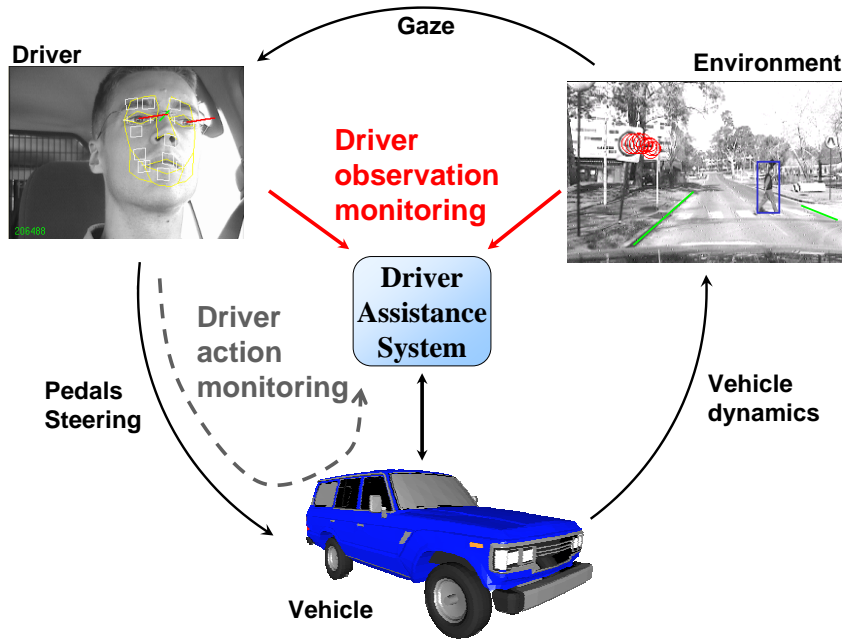 Gaze
Driver
Environment
Driver
observation
monitoring
206488
Driver
Assistance
System
Driver
action
monitoring
Pedals
Steering
Vehicle
dynamics
Vehicle